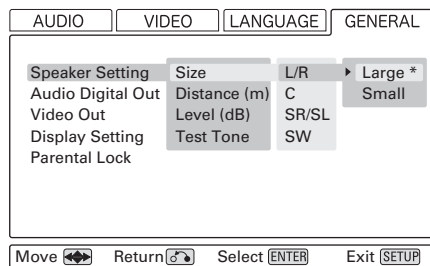 AUDIO VIDEO LANGUAGE GENERAL
Speaker Setting Size L/R Large *
Audio Digital Out Distance (m) C Small
Video Out Level (dB) SR/SL
Display Setting Test Tone SW
Parental Lock
Move Return Select ENTER Exit SETUP